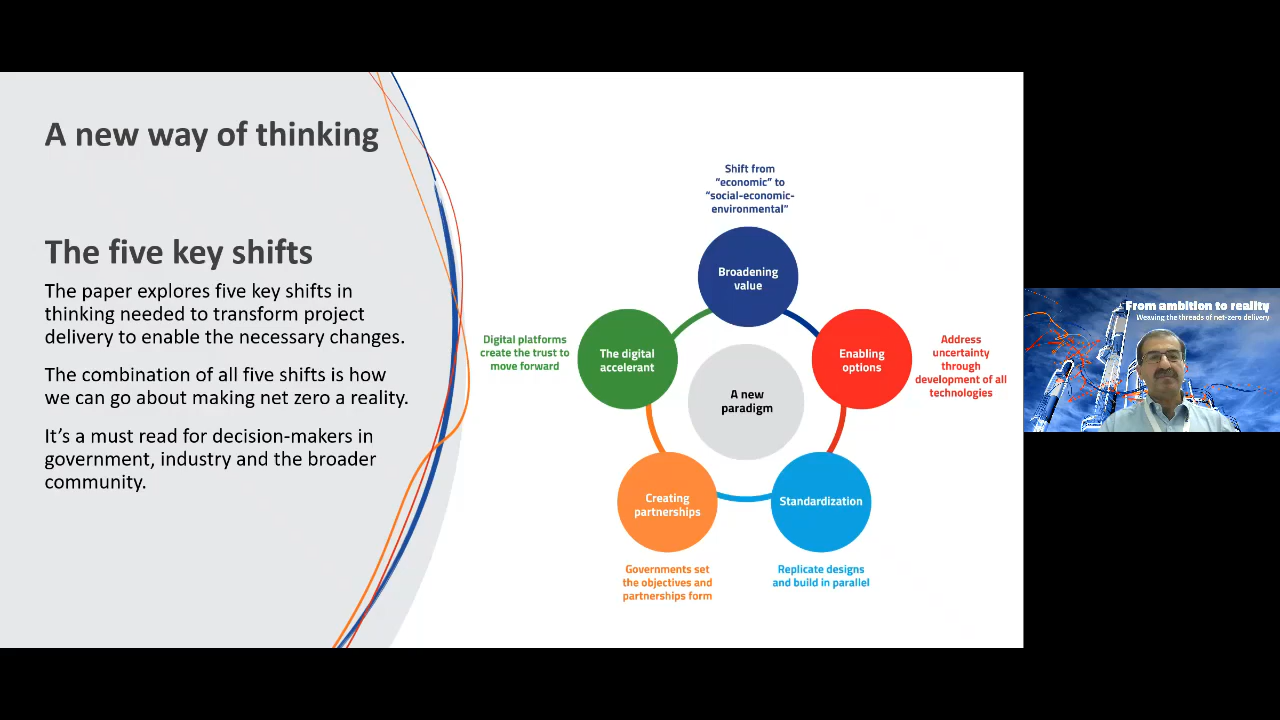 A new way of thinking
The five key shifts
The paper explores five key shifts in
thinking needed to transform project
delivery to enable the necessary changes.
The combination of all five shifts is how
we can go about making net zero a reality.
It’s a must read for decision-makers in
government, industry and the broader
community.
Shift from
“economic” to
“social-economic-
environmental”
Broadening
value
Enabling
options
Address
uncertainty
through
development of all
technologies
Standardization
Replicate designs
and build in parallel
Creating
partnerships
Governments set
the objectives and
partnerships form
The digital
accelerant
Digital platforms
create the trust to
move forward
A new
paradigm
From ambition to reality
Weaving the threads of net-zero delivery